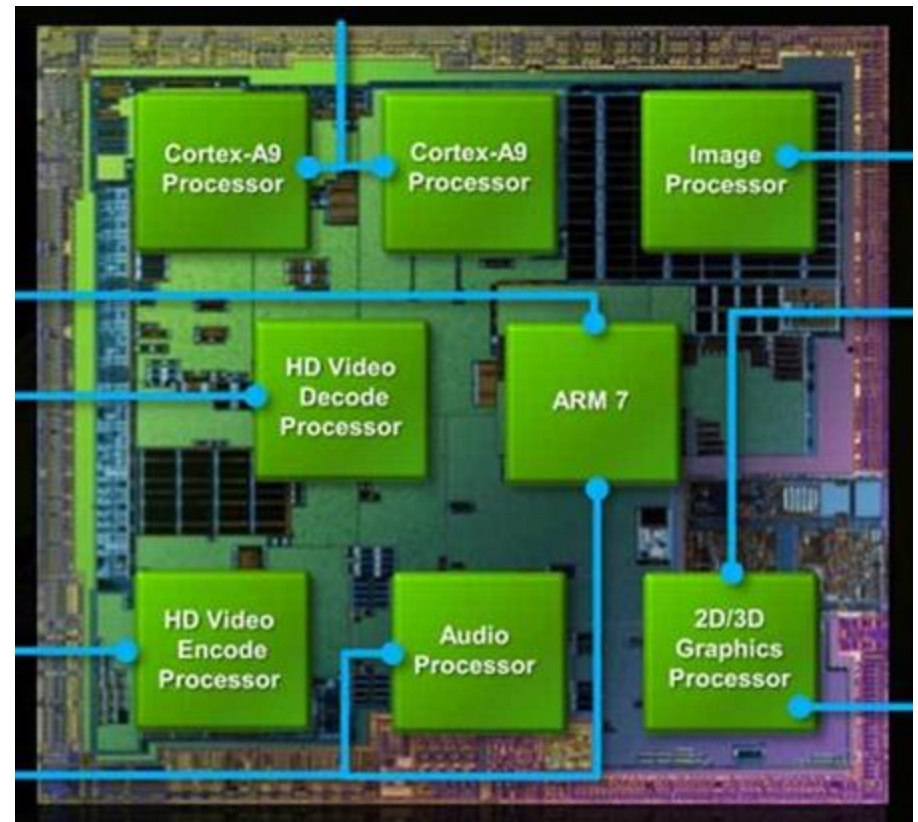 Cortex-A9
Processor
Cortex-A9
Processor
Image
Processor
HD Video
Decode
Processor
ARM 7
HD Video
Encode
Processor
Audio
Processor
2D/3D
Graphics
Processor